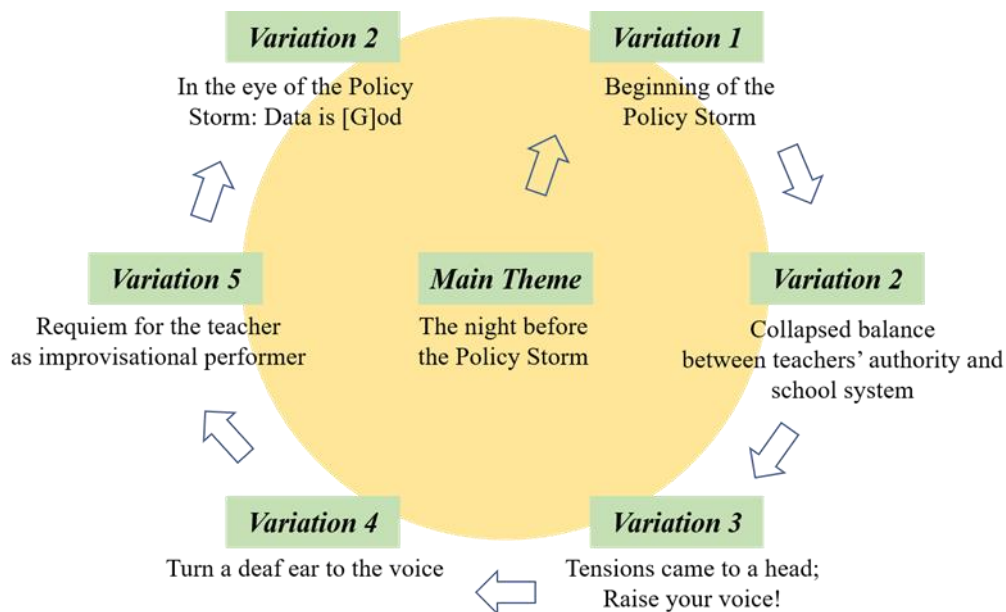 Variation 2
In the eye of the Policy
Storm: Data is [G]od
Variation 1
Beginning of the
Policy Storm
Variation 5
Requiem for the teacher
as improvisational performer
Main Theme
The night before
the Policy Storm
Variation 2
Collapsed balance
between teachers’ authority and
school system
Variation 4
Turn a deaf ear to the voice
Variation 3
Tensions came to a head;
Raise your voice!